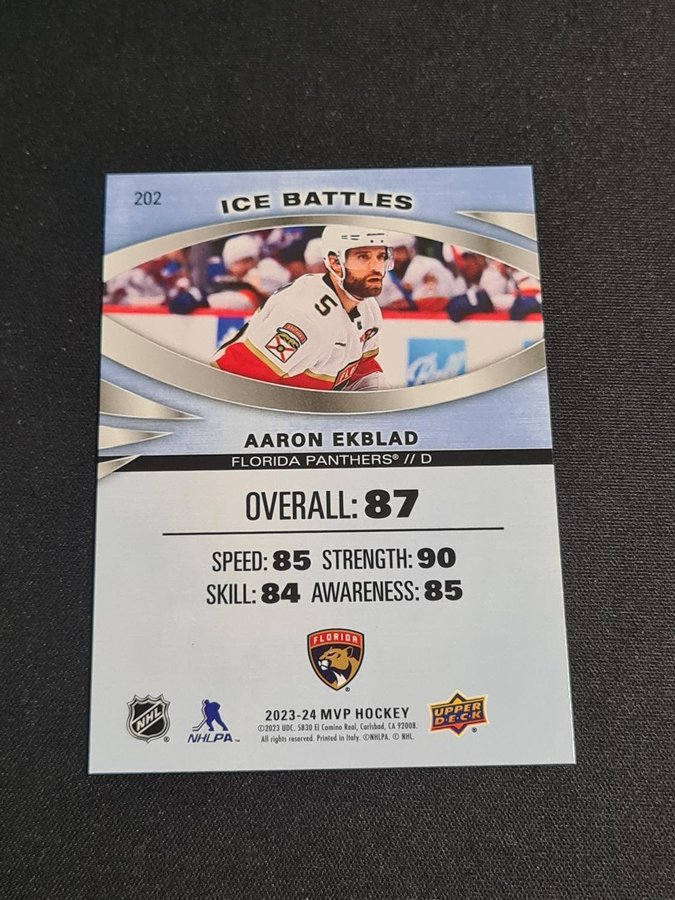 202
ICE BATTLES
5
AARON EKBLAD
FLORIDA PANTHERS® // D
OVERALL: 87
SPEED: 85 STRENGTH: 90
SKILL: 84 AWARENESS: 85
FLORIDA
®
NHL
NHLPA™
2023-24 MVP HOCKEY
©2023 UDC, 5830 El Camino Real, Carlsbad, CA 92008.
All rights reserved. Printed in Italy. ©NHLPA. © NHL.
UPPER
DECK